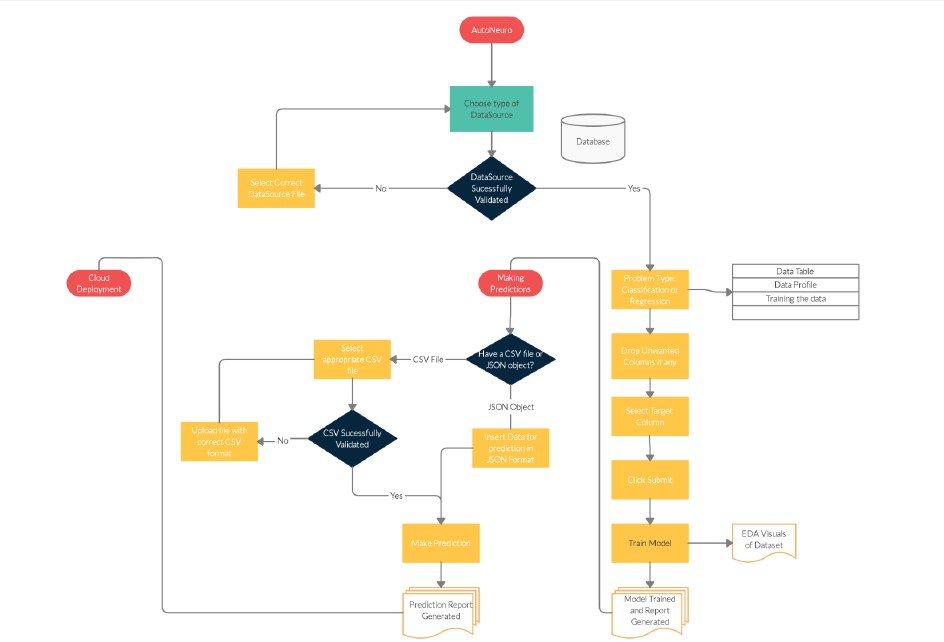 AutoNeuro
Choose type of
DataSource
Database
DataSource
Sucessfully
Validated
No
Yes
Select Correct
DataSource File
Cloud
Deployment
Making
Predictions
Problem Type:
Classification or
Regression
Data Table
Data Profile
Training the data
Have a CSV file or
JSON object?
CSV File
Select
appropriate CSV
file
Drop Unwanted
Columns if any
JSON Object
Select Target
Column
CSV Sucessfully
Validated
No
Upload file with
correct CSV
format
Insert Data for
prediction in
JSON Format
Click Submit
Yes
Make Prediction
Train Model
EDA Visuals
of Dataset
Prediction Report
Generated
Model Trained
and Report
Generated